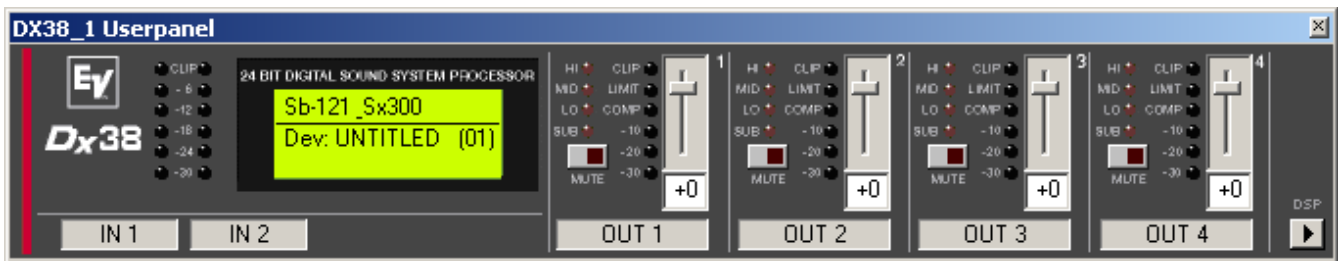 DX38_1 Userpanel
EV
Dx38
CLIP
- 6
-12
-18
-24
-30
24 BIT DIGITAL SOUND SYSTEM PROCESSOR
Sb-121_Sx300
Dev: UNTITLED (01)
IN 1
IN 2
HI CLIP 1
MID LIMIT
LO COMP
SUB -10
-20
MUTE -30
+0
OUT 1
HI CLIP 2
MID LIMIT
LO COMP
SUB -10
-20
MUTE -30
+0
OUT 2
HI CLIP 3
MID LIMIT
LO COMP
SUB -10
-20
MUTE -30
+0
OUT 3
HI CLIP 4
MID LIMIT
LO COMP
SUB -10
-20
MUTE -30
+0
OUT 4
DSP